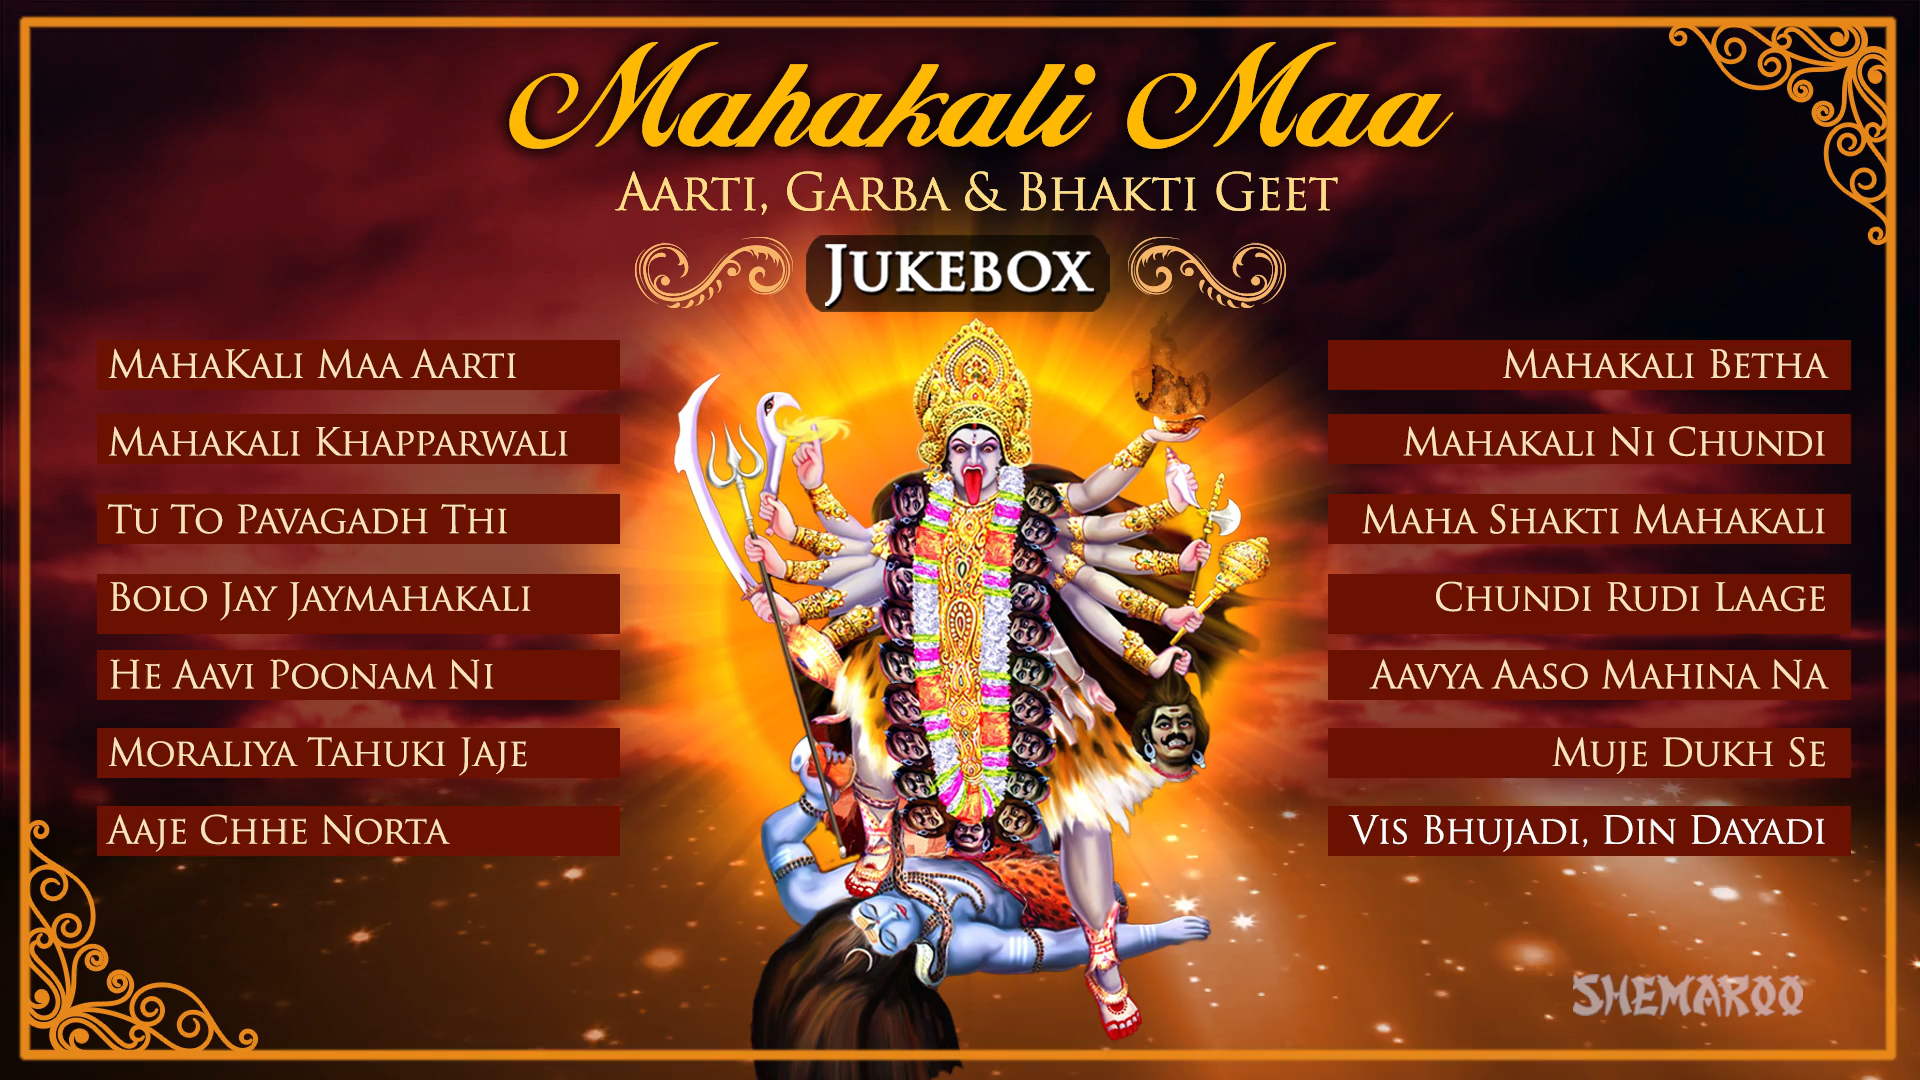 Mahakali Maa
Aarti, Garba & Bhakti Geet
Jukebox
MahaKali Maa Aarti
Mahakali Khapparwali
Tu To Pavagadh Thi
Bolo Jay Jaymahakali
He Aavi Poonam Ni
Moraliya Tahuki Jaje
Aaje Chhe Norta
Mahakali Betha
Mahakali Ni Chundi
Maha Shakti Mahakali
Chundi Rudi Laage
Aavya Aaso Mahina Na
Muje Dukh Se
Vis Bhujadi, Din Dayadi
SHEMAROO